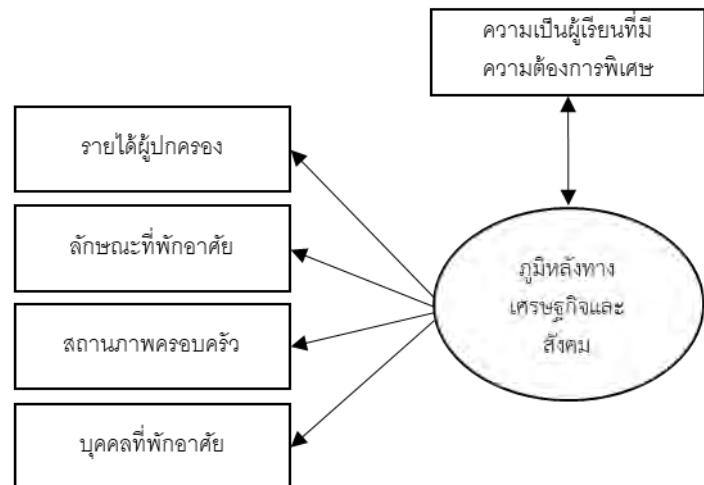 ความเป็นผู้เรียนที่มี
ความต้องการพิเศษ
รายได้ผู้ปกครอง
ลักษณะที่พักอาศัย
สถานภาพครอบครัว
บุคคลที่พักอาศัย
ภูมิหลังทาง
เศรษฐกิจและ
สังคม